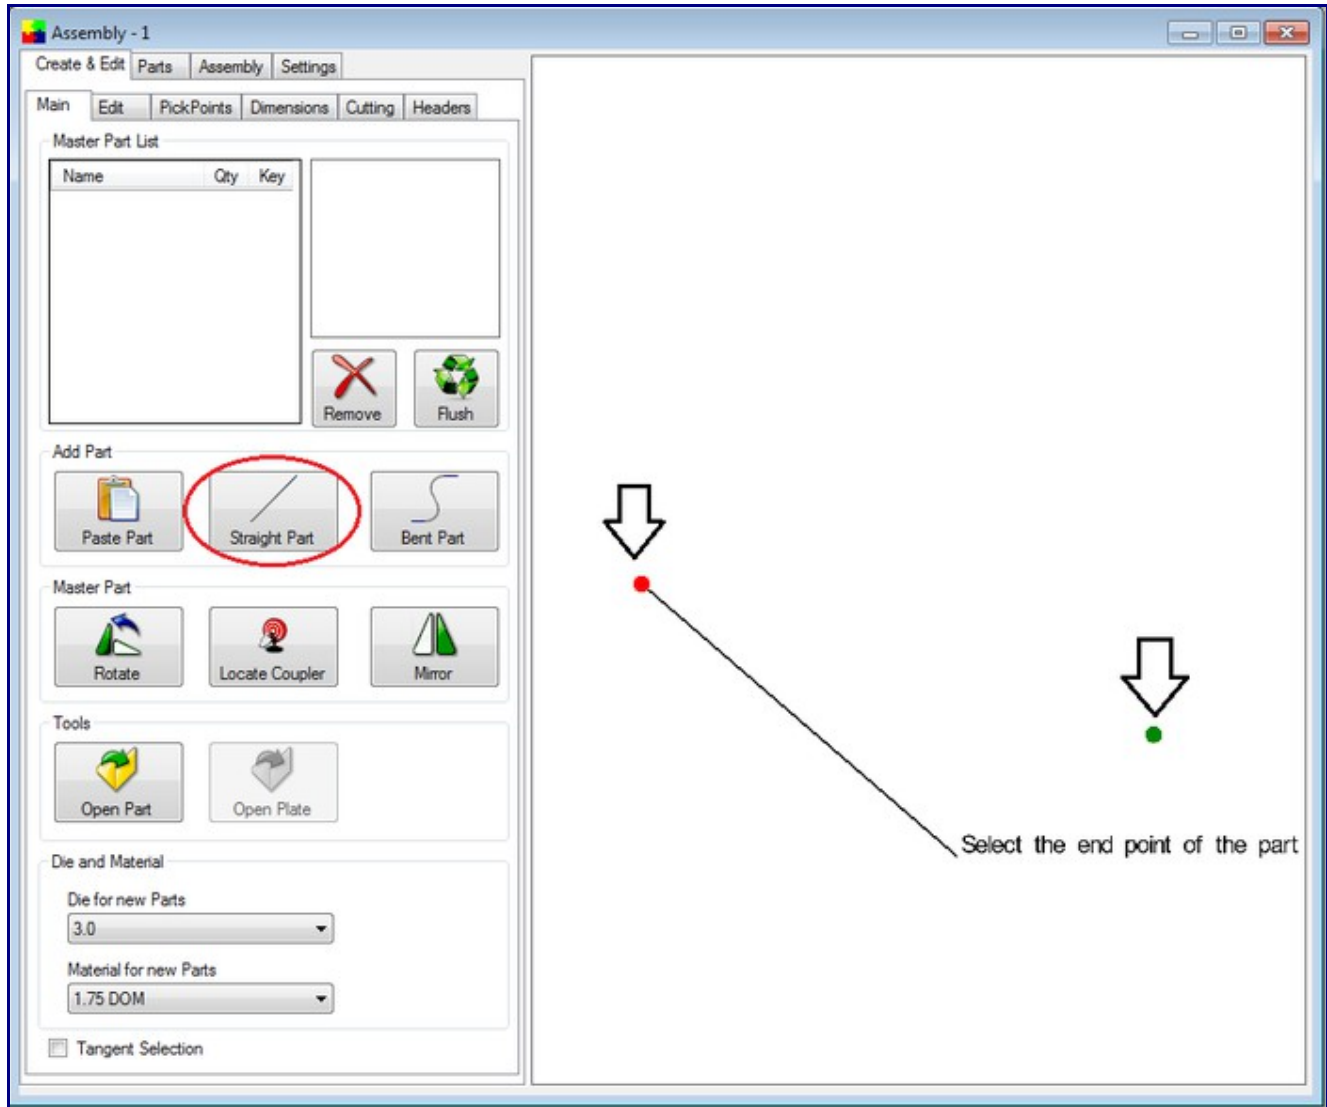 Assembly - 1
Create & Edit Parts Assembly Settings
Main Edit PickPoints Dimensions Cutting Headers
Master Part List
Name Qty Key
Remove Flush
Add Part
Paste Part Straight Part Bent Part
Master Part
Rotate Locate Coupler Mirror
Tools
Open Part Open Plate
Select the end point of the part
Die and Material
Die for new Parts
3.0
Material for new Parts
1.75 DOM
Tangent Selection